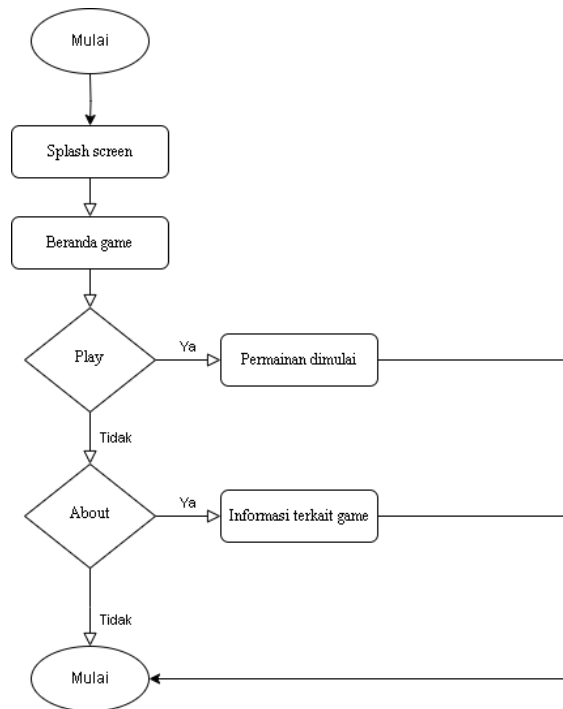 Mulai
Splash screen
Beranda game
Play
Ya
Permainan dimulai
Tidak
About
Ya
Informasi terkait game
Tidak
Mulai